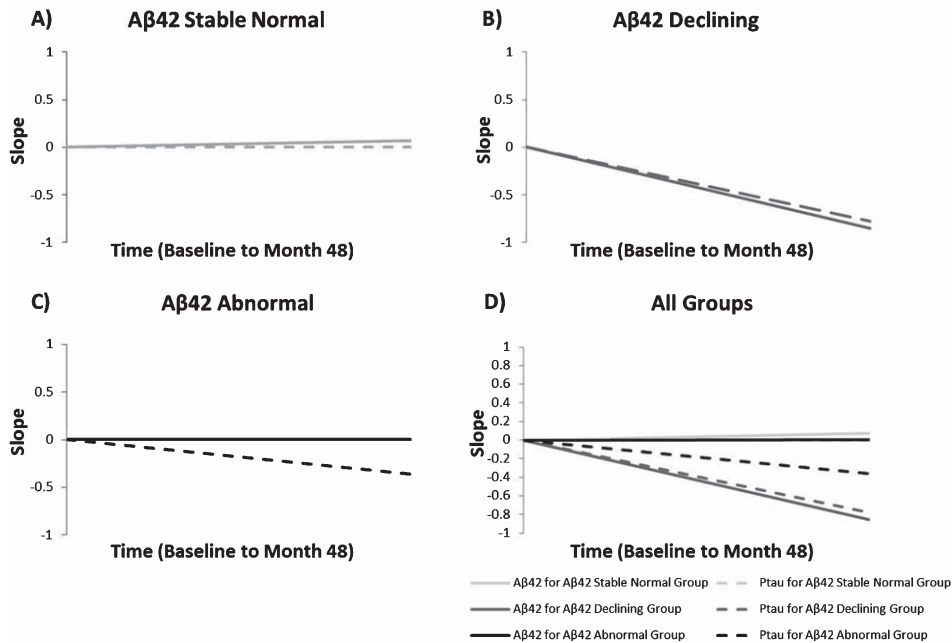 A) Aβ42 Stable Normal
1
0.5
0
-0.5
-1
Slope
Time (Baseline to Month 48)
B) Aβ42 Declining
1
0.5
0
-0.5
-1
Slope
Time (Baseline to Month 48)
C) Aβ42 Abnormal
1
0.5
0
-0.5
-1
Slope
Time (Baseline to Month 48)
D) All Groups
1
0.8
0.6
0.4
0.2
0
-0.2
-0.4
-0.6
-0.8
-1
Slope
Time (Baseline to Month 48)
Aβ42 for Aβ42 Stable Normal Group
Ptau for Aβ42 Stable Normal Group
Aβ42 for Aβ42 Declining Group
Ptau for Aβ42 Declining Group
Aβ42 for Aβ42 Abnormal Group
Ptau for Aβ42 Abnormal Group